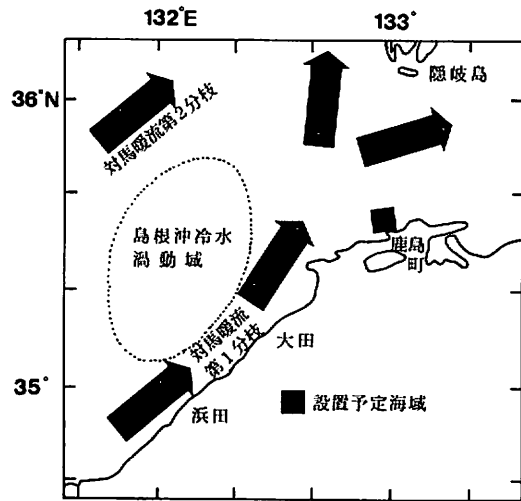 132°E
133°
36°N
隠岐島
対馬暖流第2分枝
島根沖冷水
渦動域
鹿島
町
対馬暖流
第1分枝
大田
35°
浜田
設置予定海域